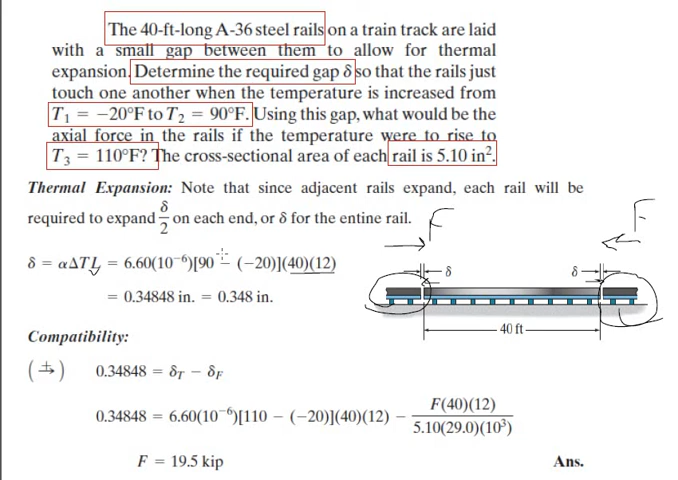 The 40-ft-long A-36 steel rails on a train track are laid
with a small gap between them to allow for thermal
expansion. Determine the required gap δ so that the rails just
touch one another when the temperature is increased from
T₁ = −20°F to T₂ = 90°F. Using this gap, what would be the
axial force in the rails if the temperature were to rise to
T₃ = 110°F? The cross-sectional area of each rail is 5.10 in².
Thermal Expansion: Note that since adjacent rails expand, each rail will be
required to expand δ/2 on each end, or δ for the entire rail.
F
F
δ = αΔTL = 6.60(10⁻⁶)[90 − (−20)](40)(12)
= 0.34848 in. = 0.348 in.
δ
δ
40 ft
Compatibility:
(±→) 0.34848 = δT − δF
0.34848 = 6.60(10⁻⁶)[110 − (−20)](40)(12) − F(40)(12)/5.10(29.0)(10³)
F = 19.5 kip
Ans.